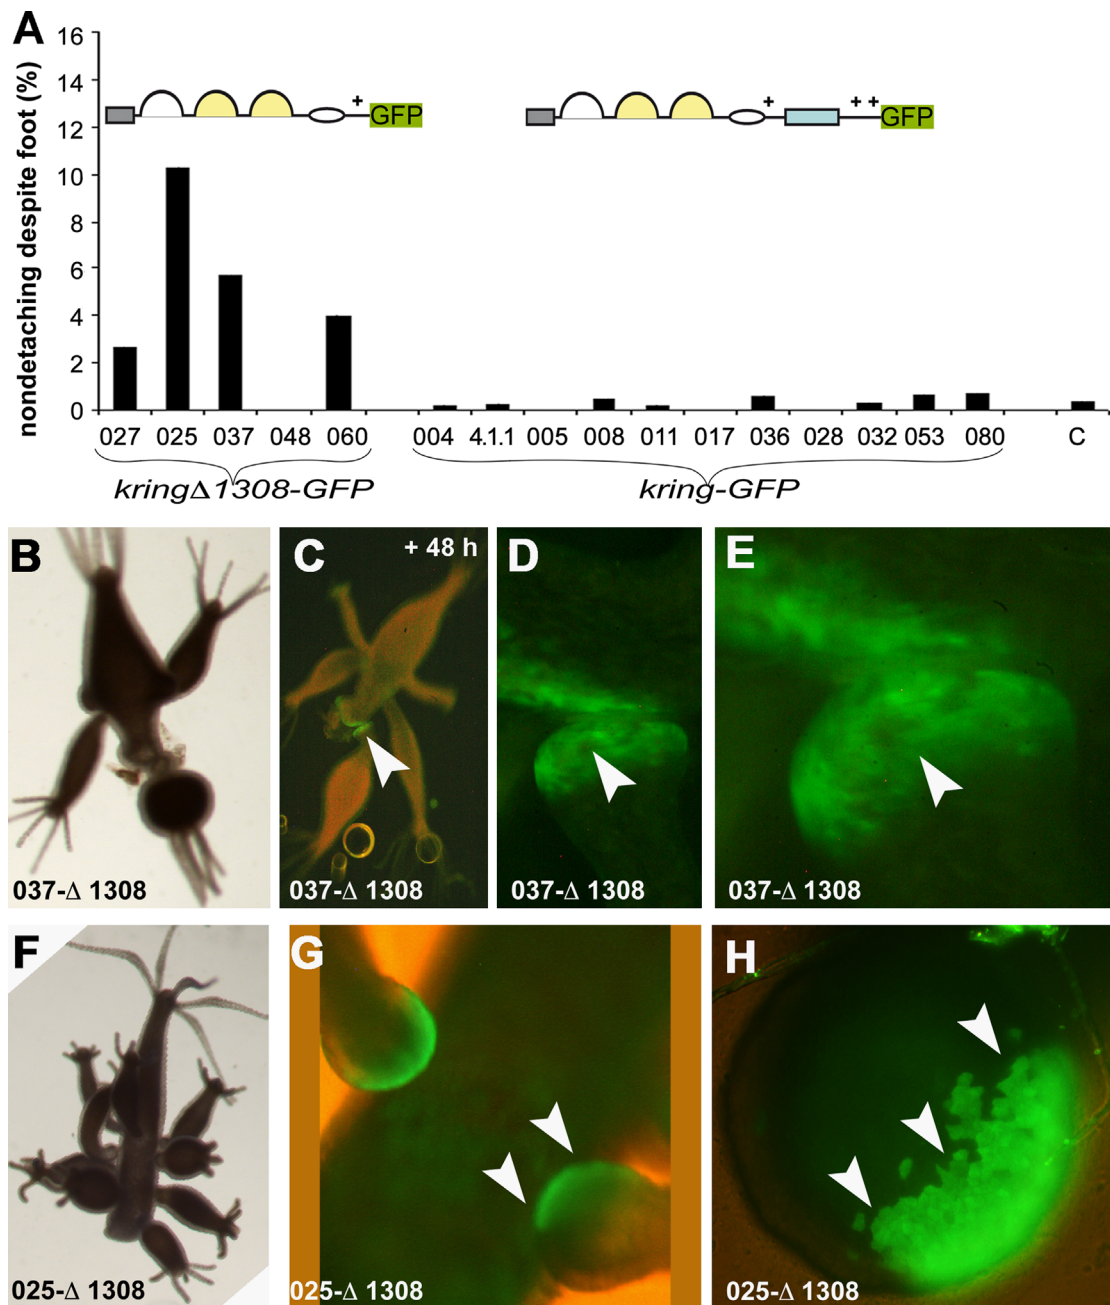 A
nondetaching despite foot (%)
16
14
12
10
8
6
4
2
0
+
GFP
+
+ +
GFP
027 025 037 048 060 004 4.1.1 005 008 011 017 036 028 032 053 080 C
kringΔ1308-GFP
kring-GFP
B
037-Δ 1308
C
+ 48 h
037-Δ 1308
D
037-Δ 1308
E
037-Δ 1308
F
025-Δ 1308
G
025-Δ 1308
H
025-Δ 1308